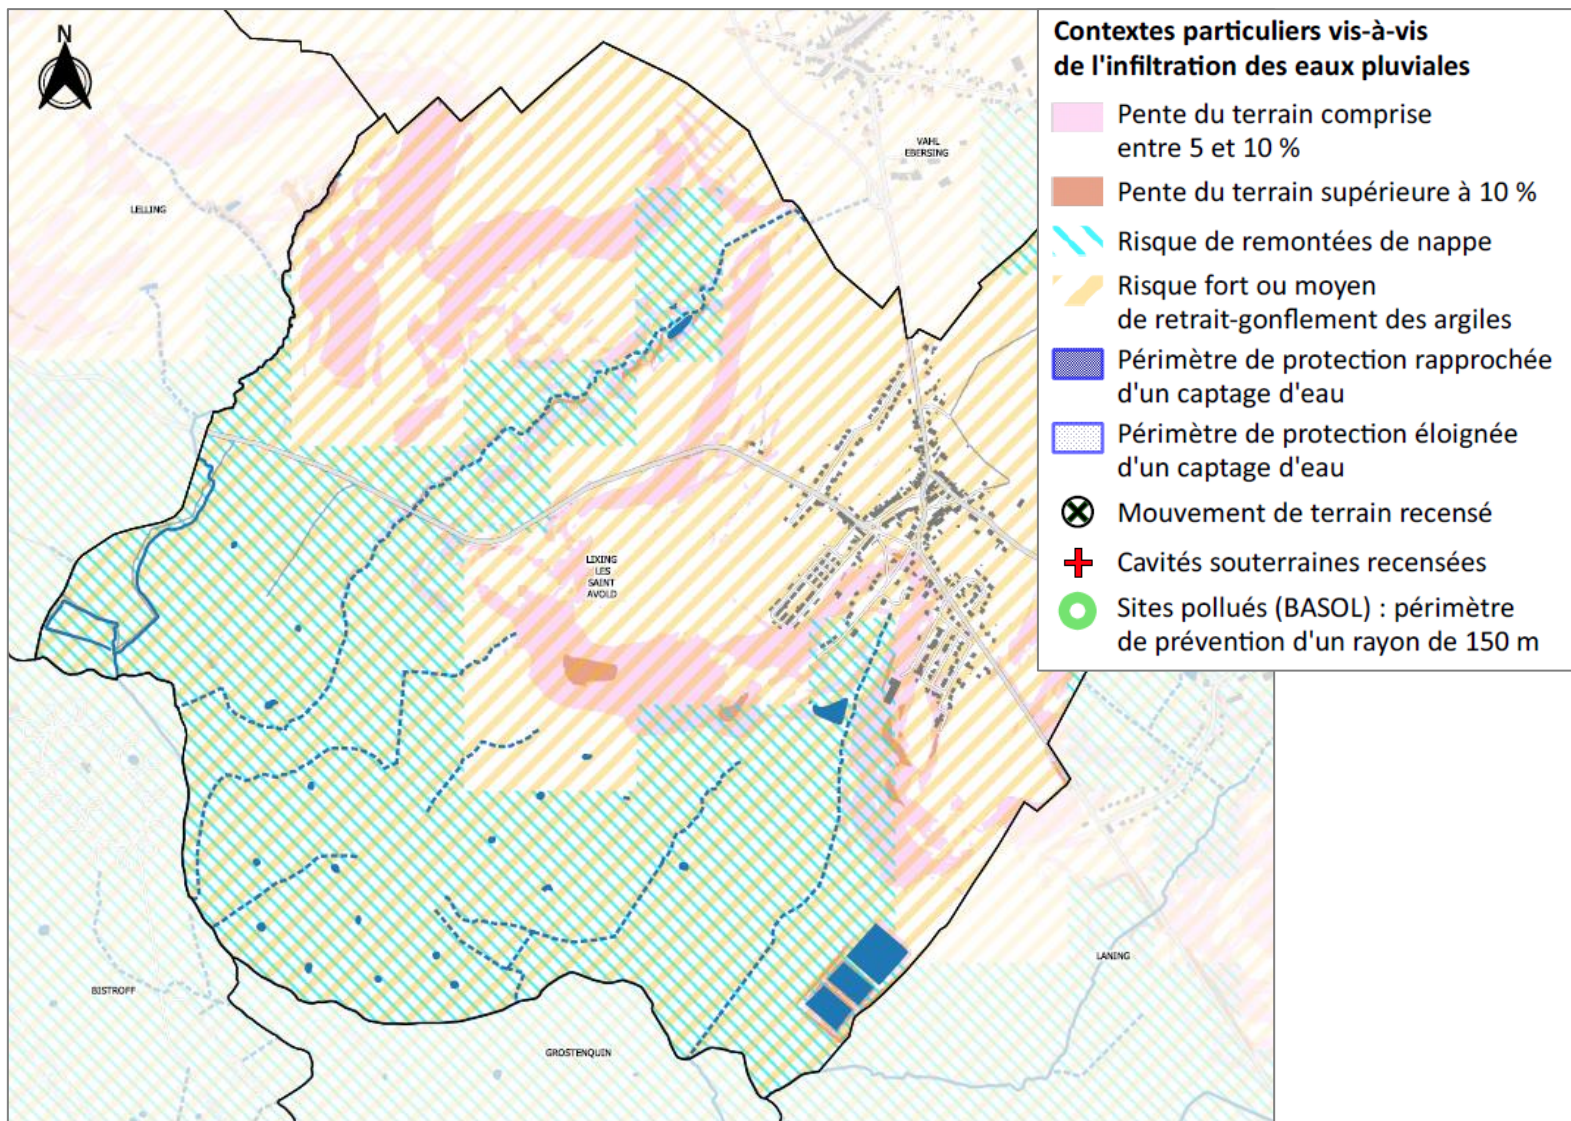 N
Contextes particuliers vis-à-vis
de l'infiltration des eaux pluviales
Pente du terrain comprise
entre 5 et 10 %
Pente du terrain supérieure à 10 %
Risque de remontées de nappe
Risque fort ou moyen
de retrait-gonflement des argiles
Périmètre de protection rapprochée
d'un captage d'eau
Périmètre de protection éloignée
d'un captage d'eau
Mouvement de terrain recensé
Cavités souterraines recensées
Sites pollués (BASOL) : périmètre
de prévention d'un rayon de 150 m
VAHL
EBERSING
LELLING
LIXING
LES
SAINT
AVOLD
LANING
BISTROFF
GROSTENQUIN